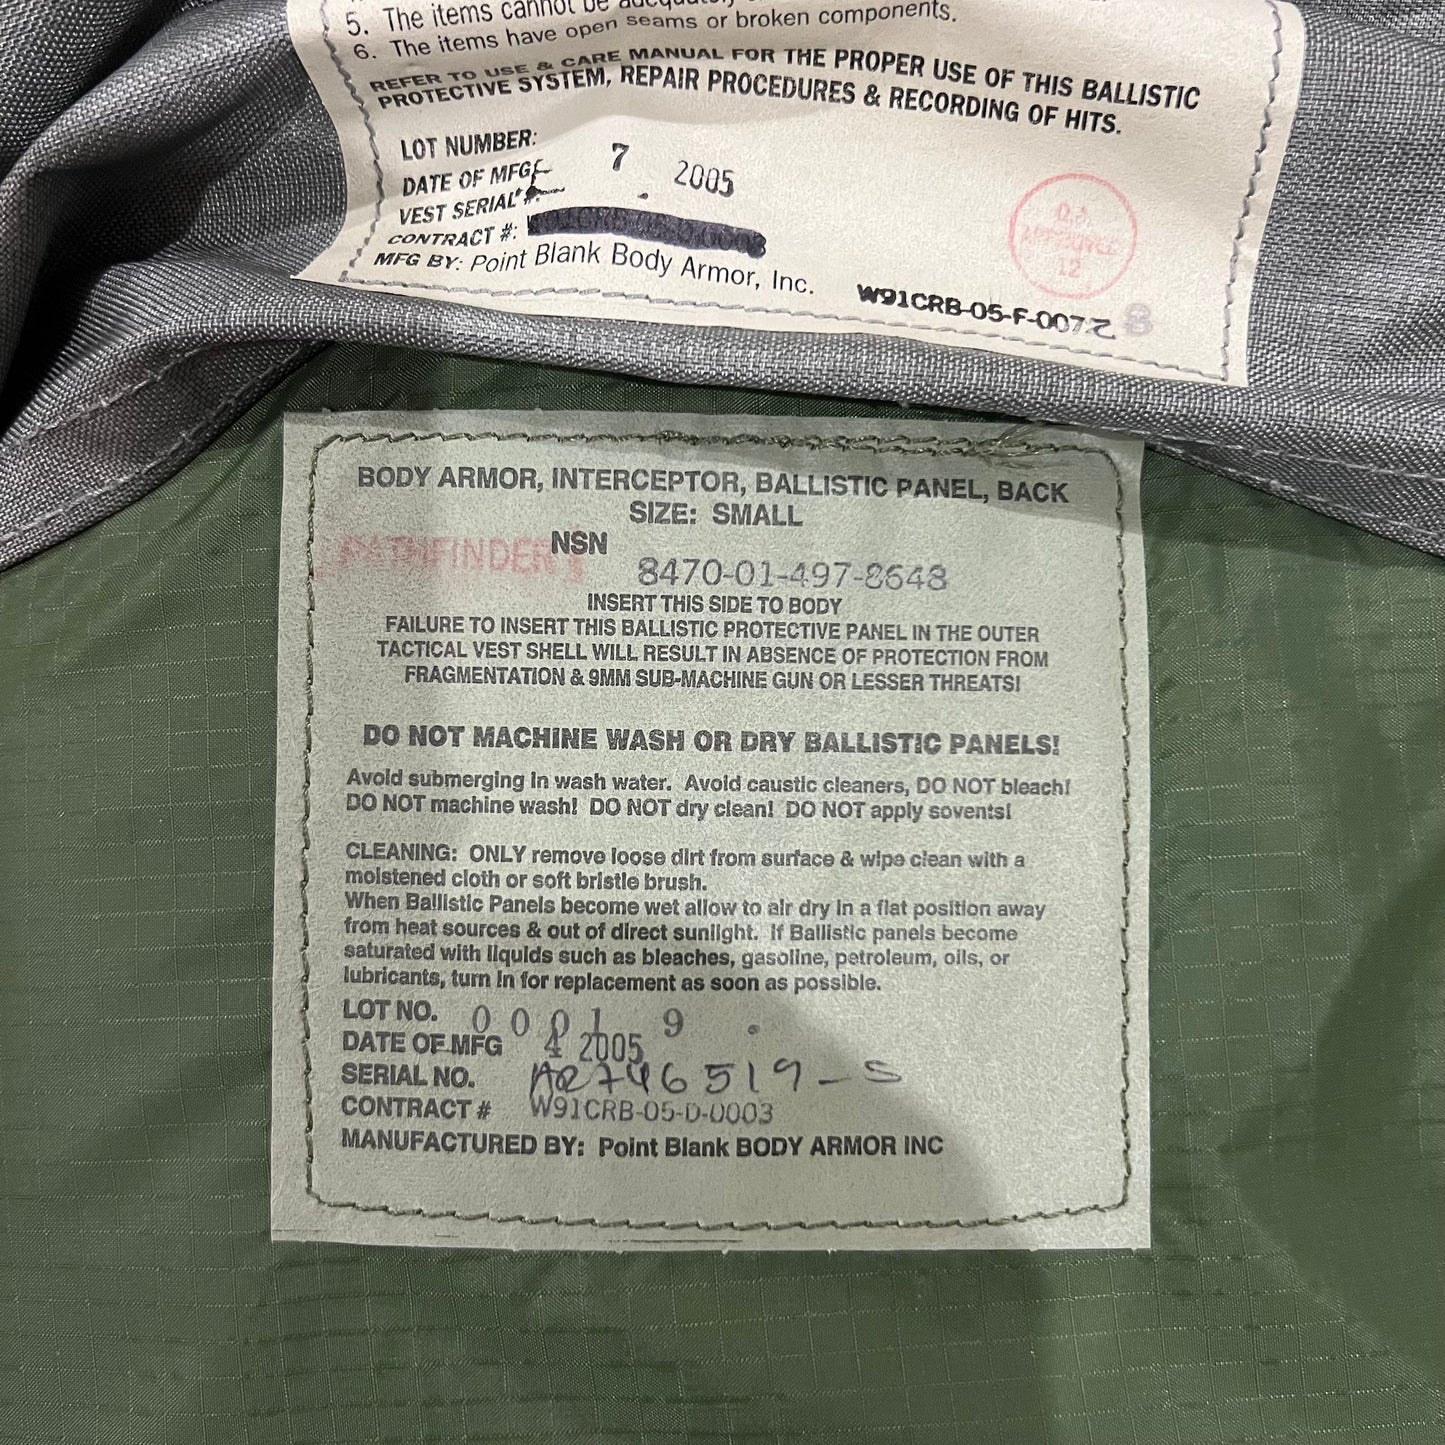 5. The items cannot be adequately
6. The items have open seams or broken components.
REFER TO USE & CARE MANUAL FOR THE PROPER USE OF THIS BALLISTIC
PROTECTIVE SYSTEM, REPAIR PROCEDURES & RECORDING OF HITS.
LOT NUMBER:
DATE OF MFG: 7 2005
VEST SERIAL #:
CONTRACT #:
MFG BY: Point Blank Body Armor, Inc.
Q.A.
APPROVED
12
W91CRB-05-F-0072 8
BODY ARMOR, INTERCEPTOR, BALLISTIC PANEL, BACK
SIZE: SMALL
PATHFINDER NSN
8470-01-497-8648
INSERT THIS SIDE TO BODY
FAILURE TO INSERT THIS BALLISTIC PROTECTIVE PANEL IN THE OUTER
TACTICAL VEST SHELL WILL RESULT IN ABSENCE OF PROTECTION FROM
FRAGMENTATION & 9MM SUB-MACHINE GUN OR LESSER THREATS!
DO NOT MACHINE WASH OR DRY BALLISTIC PANELS!
Avoid submerging in wash water. Avoid caustic cleaners, DO NOT bleach!
DO NOT machine wash! DO NOT dry clean! DO NOT apply sovents!
CLEANING: ONLY remove loose dirt from surface & wipe clean with a
moistened cloth or soft bristle brush.
When Ballistic Panels become wet allow to air dry in a flat position away
from heat sources & out of direct sunlight. If Ballistic panels become
saturated with liquids such as bleaches, gasoline, petroleum, oils, or
lubricants, turn in for replacement as soon as possible.
LOT NO. 0001 9
DATE OF MFG 4 2005
SERIAL NO. A2746519-S
CONTRACT # W91CRB-05-D-0003
MANUFACTURED BY: Point Blank BODY ARMOR INC